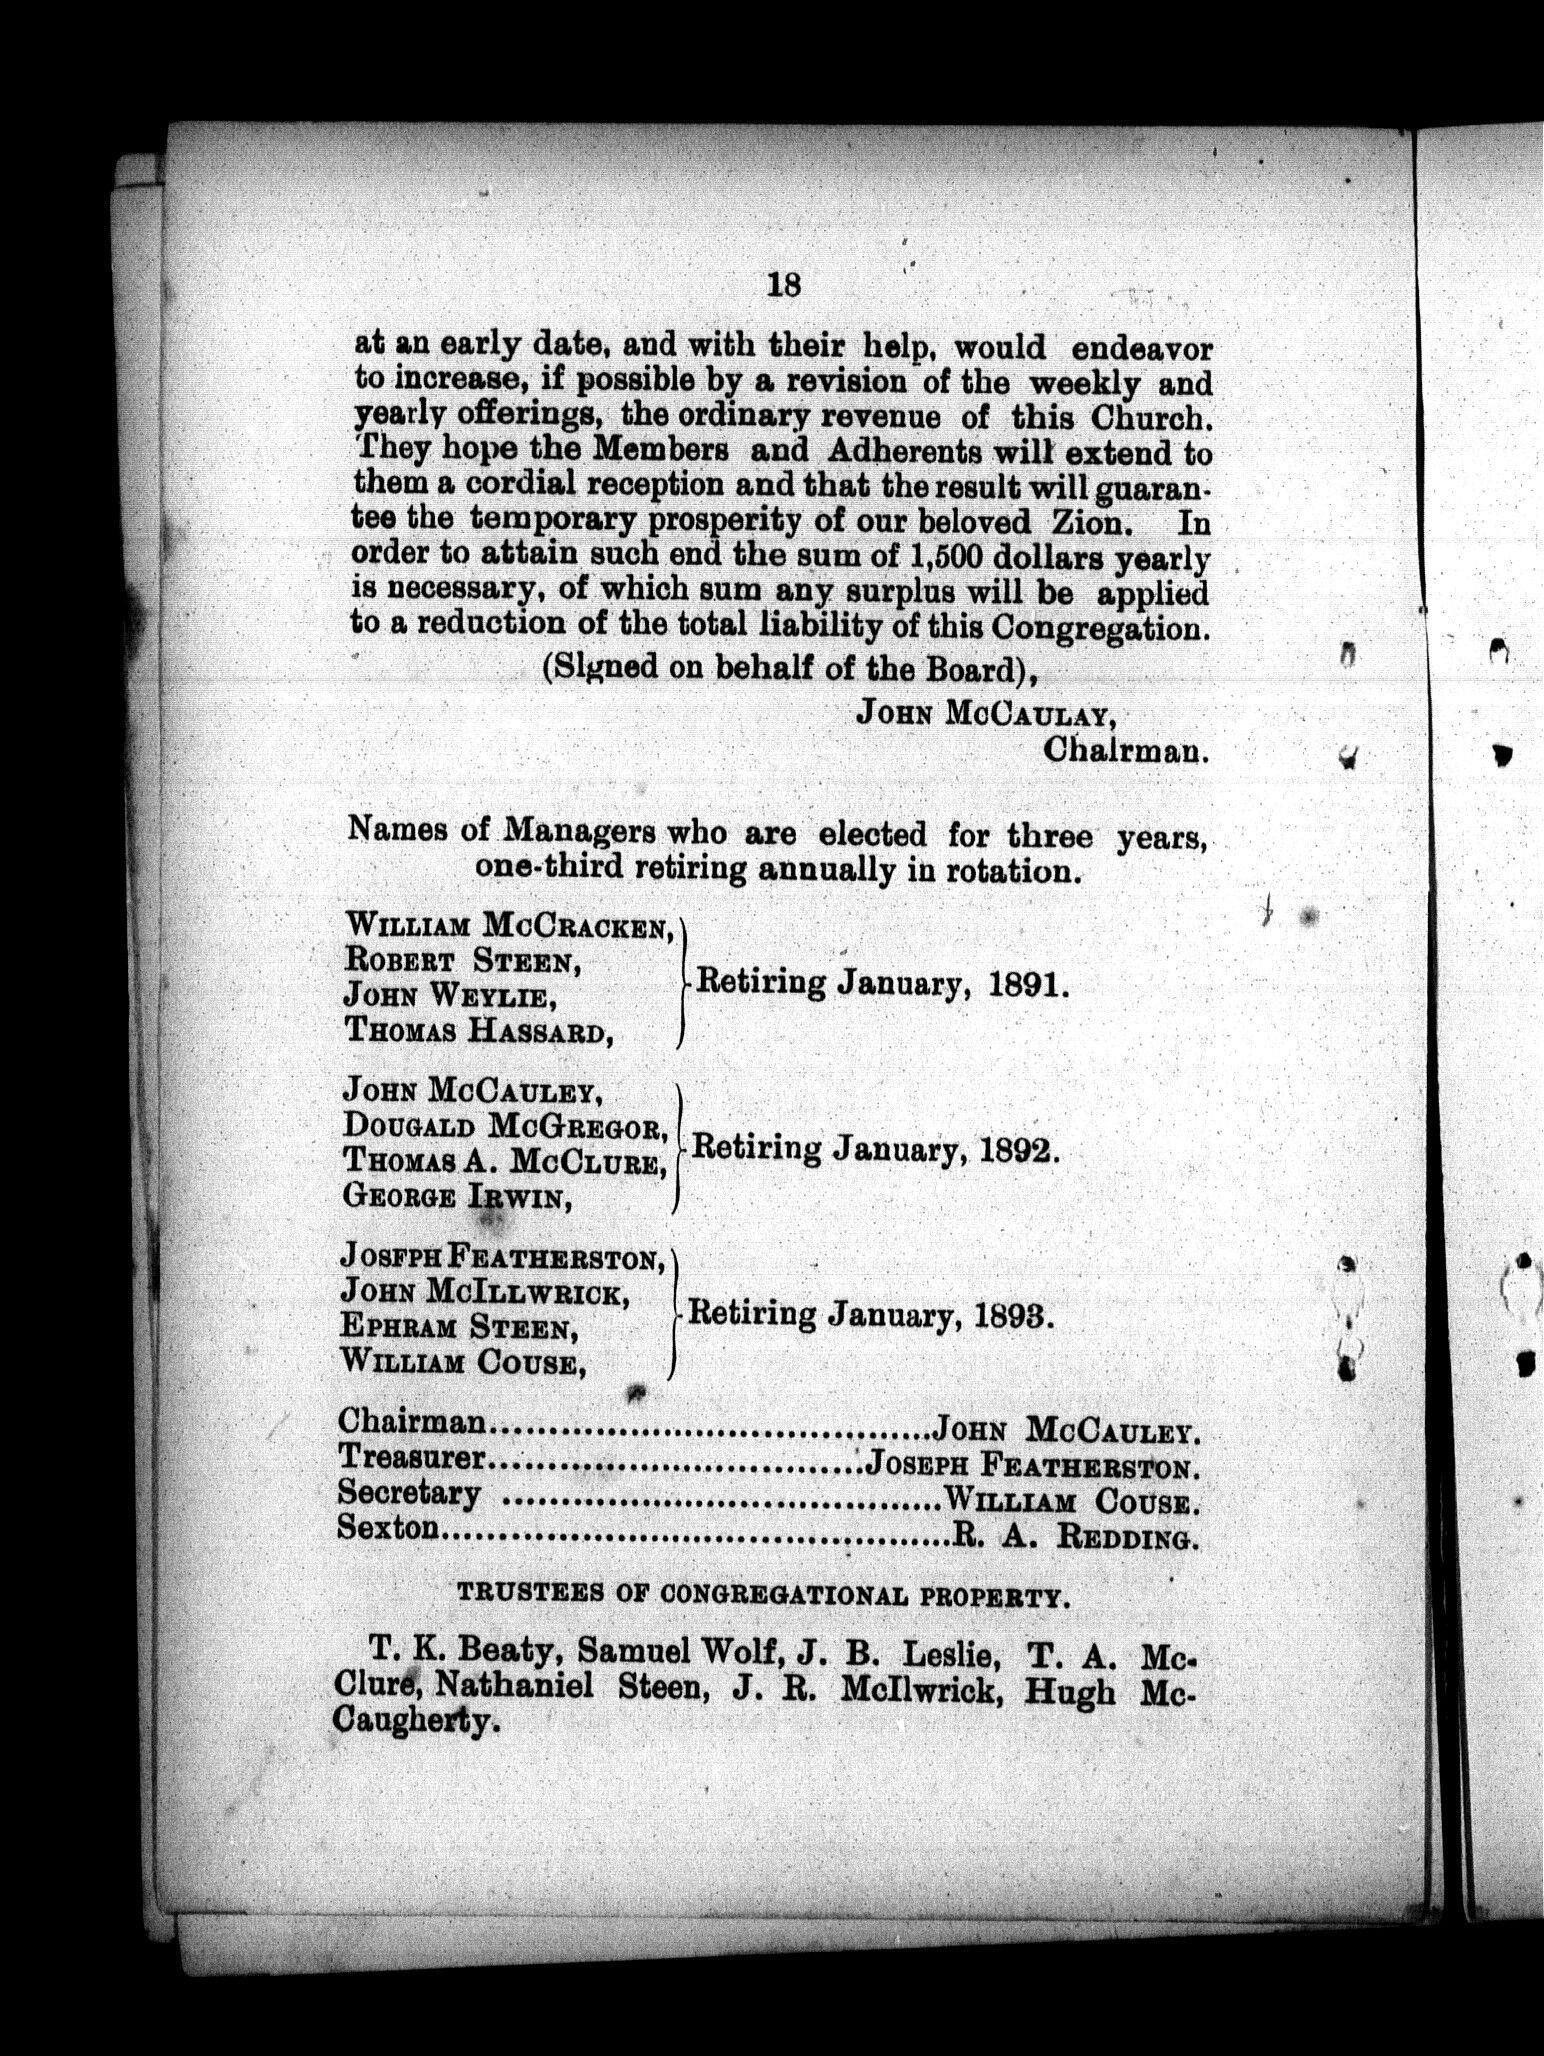 18
at an early date, and with their help, would endeavor
to increase, if possible by a revision of the weekly and
yearly offerings, the ordinary revenue of this Church.
They hope the Members and Adherents will extend to
them a cordial reception and that the result will guaran-
tee the temporary prosperity of our beloved Zion. In
order to attain such end the sum of 1,500 dollars yearly
is necessary, of which sum any surplus will be applied
to a reduction of the total liability of this Congregation.
(Signed on behalf of the Board),
JOHN MCCAULAY,
Chairman.
Names of Managers who are elected for three years,
one-third retiring annually in rotation.
WILLIAM MCCRACKEN,
ROBERT STEEN,
JOHN WEYLIE,
THOMAS HASSARD,
Retiring January, 1891.
JOHN MCCAULEY,
DOUGALD MCGREGOR,
THOMAS A. MCCLURE,
GEORGE IRWIN,
Retiring January, 1892.
JOSFPH FEATHERSTON,
JOHN MCILLWRICK,
EPHRAM STEEN,
WILLIAM COUSE,
Retiring January, 1893.
Chairman......................................JOHN MCCAULEY.
Treasurer................................JOSEPH FEATHERSTON.
Secretary ......................................WILLIAM COUSE.
Sexton............................................R. A. REDDING.
TRUSTEES OF CONGREGATIONAL PROPERTY.
T. K. Beaty, Samuel Wolf, J. B. Leslie, T. A. Mc-
Clure, Nathaniel Steen, J. R. McIlwrick, Hugh Mc-
Caugherty.